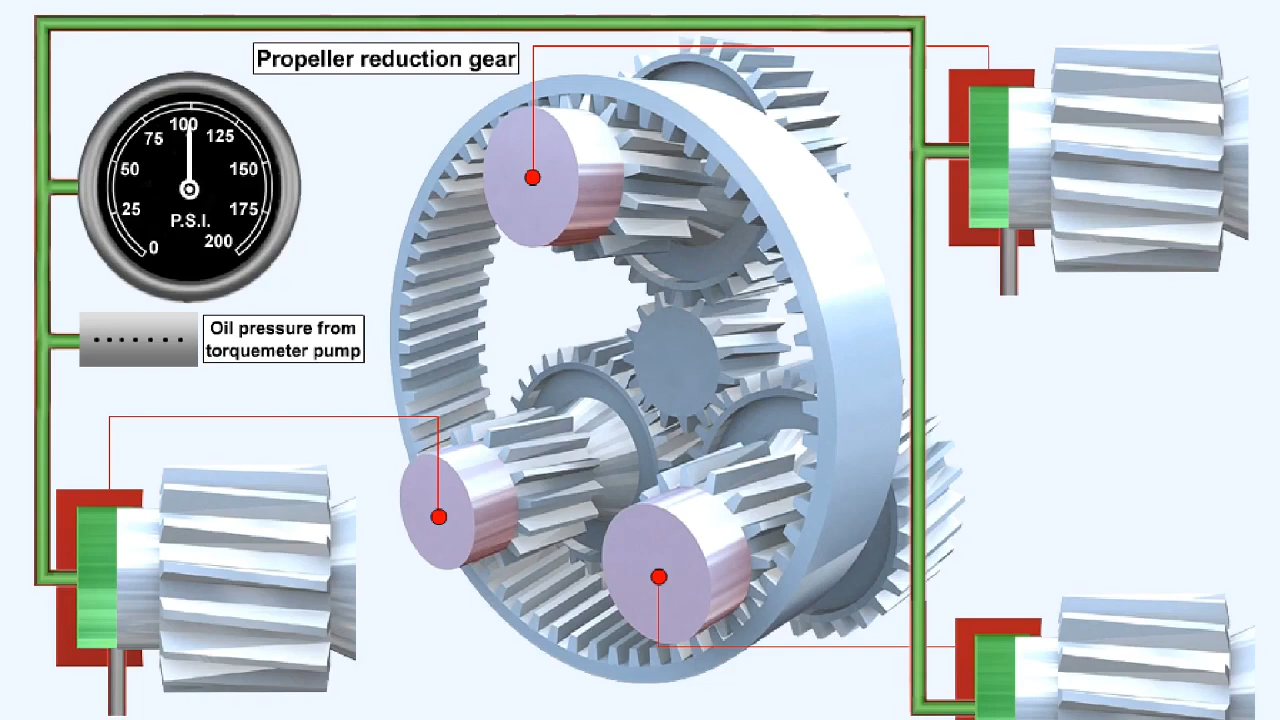 Propeller reduction gear
100
75
125
50
150
25
175
P.S.I.
0
200
Oil pressure from
torquemeter pump